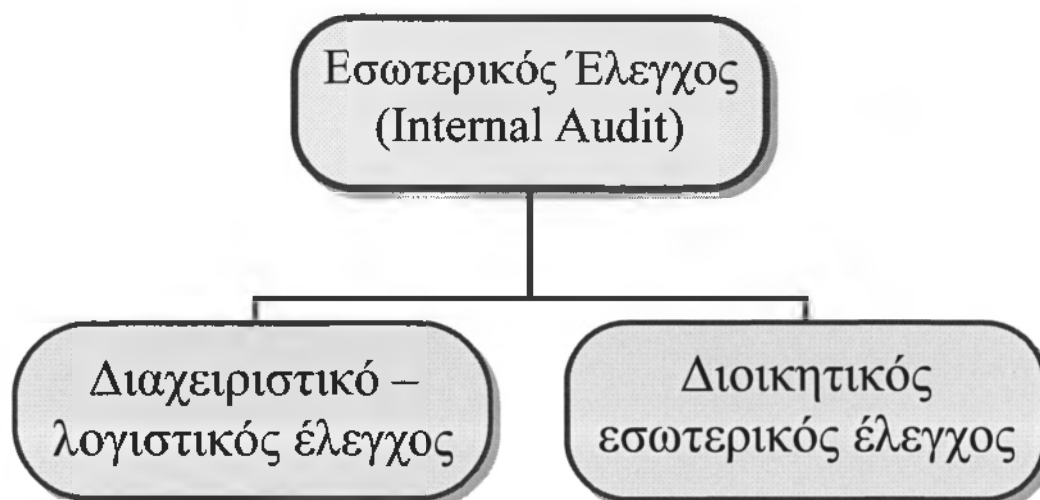 Εσωτερικός Έλεγχος
(Internal Audit)
Διαχειριστικό –
λογιστικός έλεγχος
Διοικητικός
εσωτερικός έλεγχος